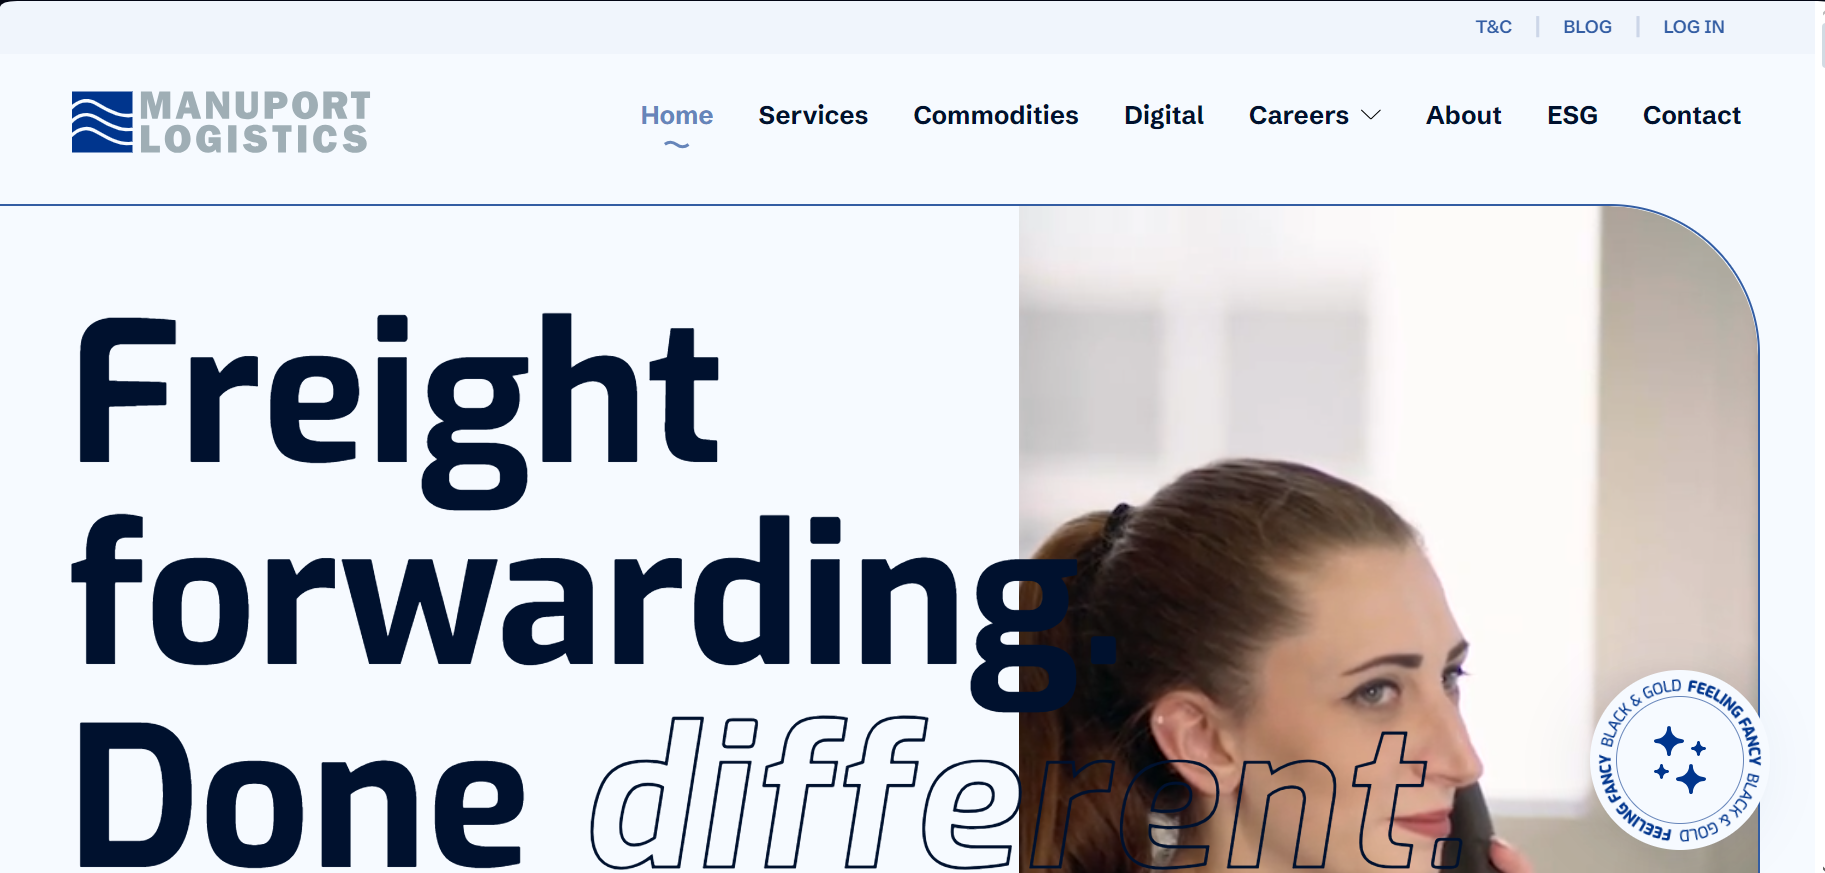 T&C | BLOG | LOG IN
MANUPORT
LOGISTICS
Home Services Commodities Digital Careers About ESG Contact
Freight
forwarding.
Done different.
BLACK & GOLD FEELING FANCY BLACK & GOLD FEELING FANCY